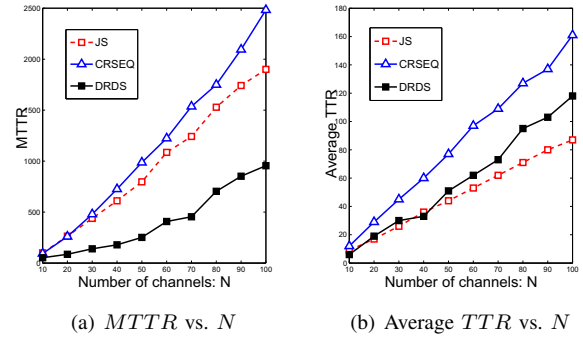 2500
2000
1500
1000
500
0
10 20 30 40 50 60 70 80 90 100
MTTR
Number of channels: N
JS
CRSEQ
DRDS
(a) MTTR vs. N
180
160
140
120
100
80
60
40
20
0
10 20 30 40 50 60 70 80 90 100
Average TTR
Number of channels: N
JS
CRSEQ
DRDS
(b) Average TTR vs. N